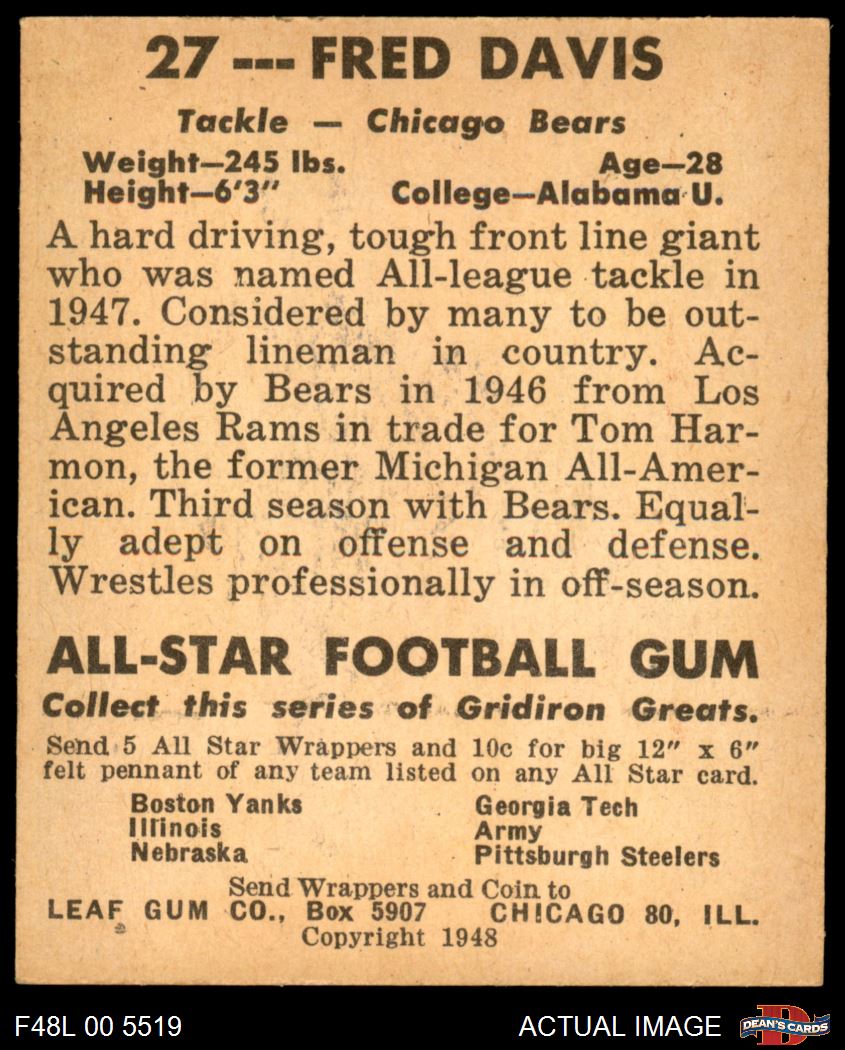 27 --- FRED DAVIS
Tackle — Chicago Bears
Weight—245 lbs. Age—28
Height—6'3" College—Alabama U.
A hard driving, tough front line giant
who was named All-league tackle in
1947. Considered by many to be out-
standing lineman in country. Ac-
quired by Bears in 1946 from Los
Angeles Rams in trade for Tom Har-
mon, the former Michigan All-Amer-
ican. Third season with Bears. Equal-
ly adept on offense and defense.
Wrestles professionally in off-season.
ALL-STAR FOOTBALL GUM
Collect this series of Gridiron Greats.
Send 5 All Star Wrappers and 10c for big 12" x 6"
felt pennant of any team listed on any All Star card.
Boston Yanks Georgia Tech
Illinois Army
Nebraska Pittsburgh Steelers
Send Wrappers and Coin to
LEAF GUM CO., Box 5907 CHICAGO 80, ILL.
Copyright 1948
F48L 00 5519 ACTUAL IMAGE DEAN'S CARDS